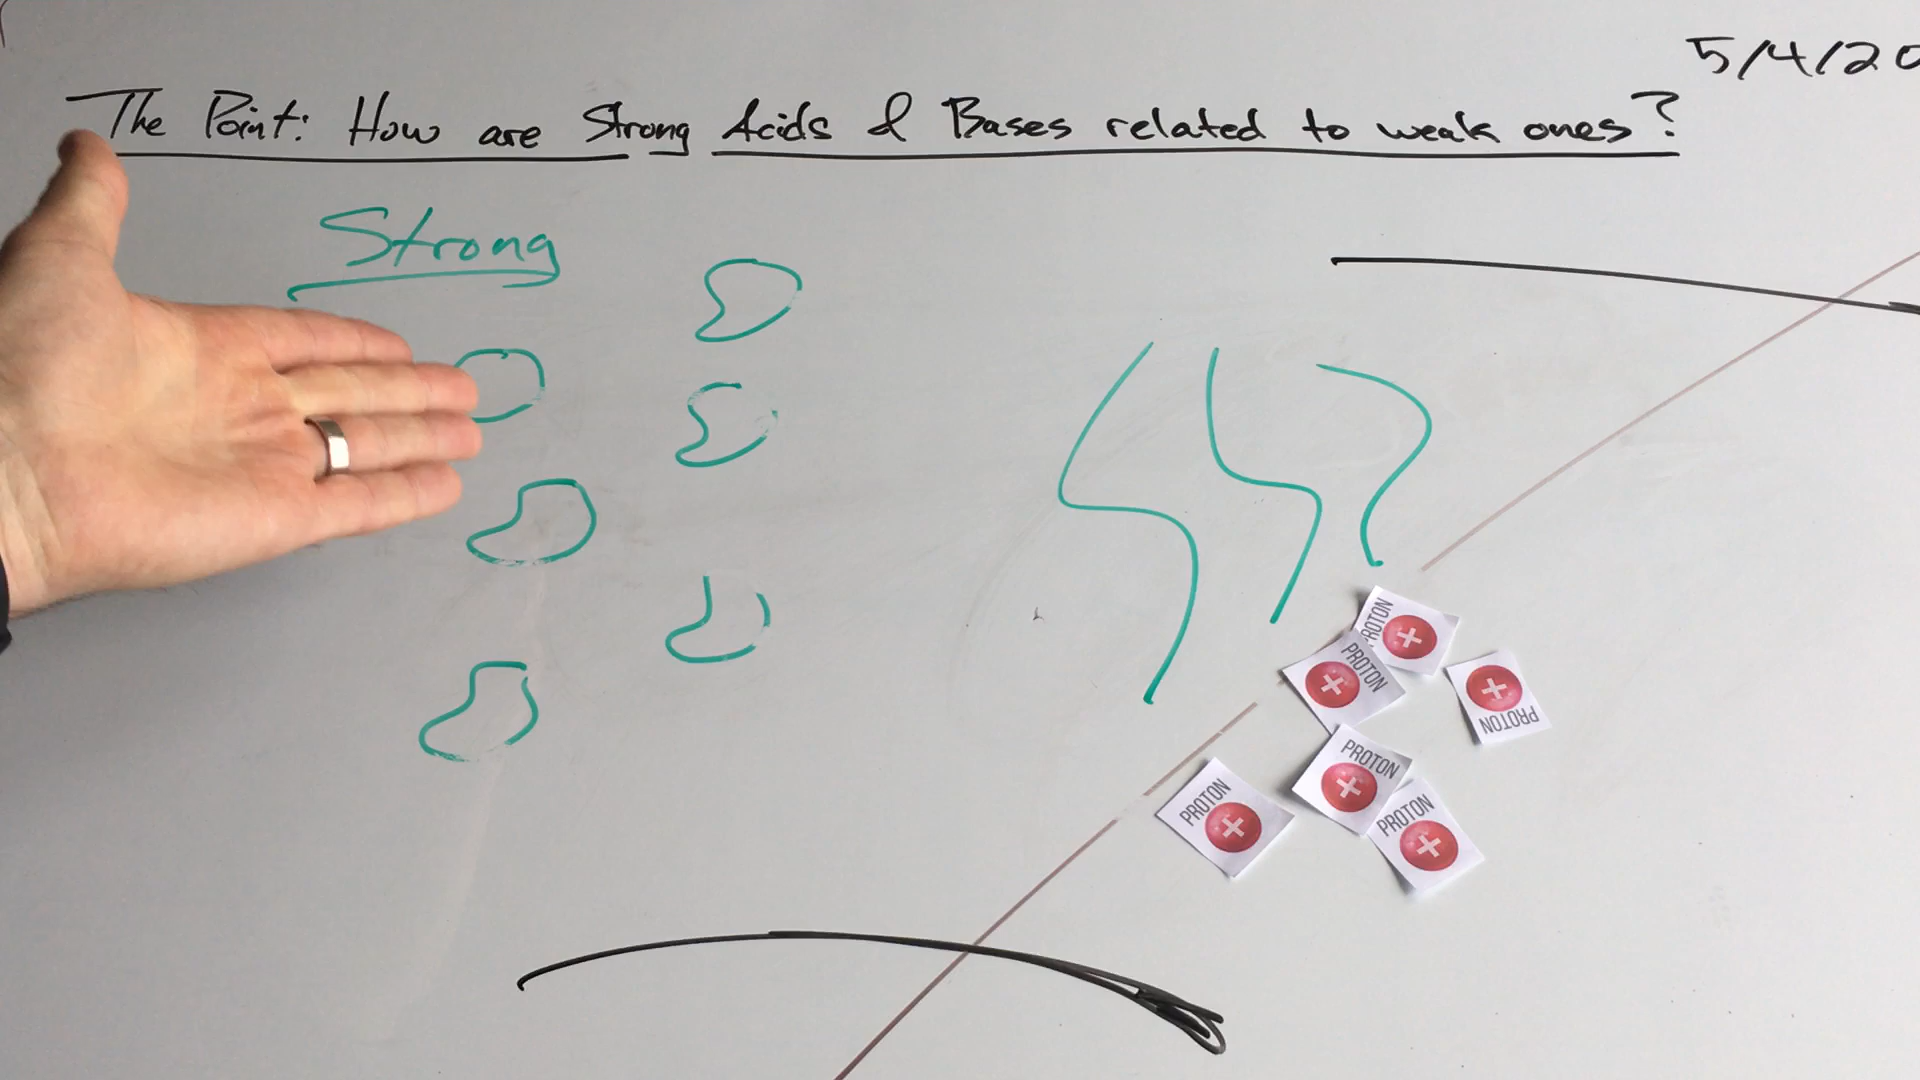 5/4/20
The Point: How are Strong Acids & Bases related to weak ones?
Strong
PROTON
PROTON
PROTON
PROTON
PROTON
PROTON